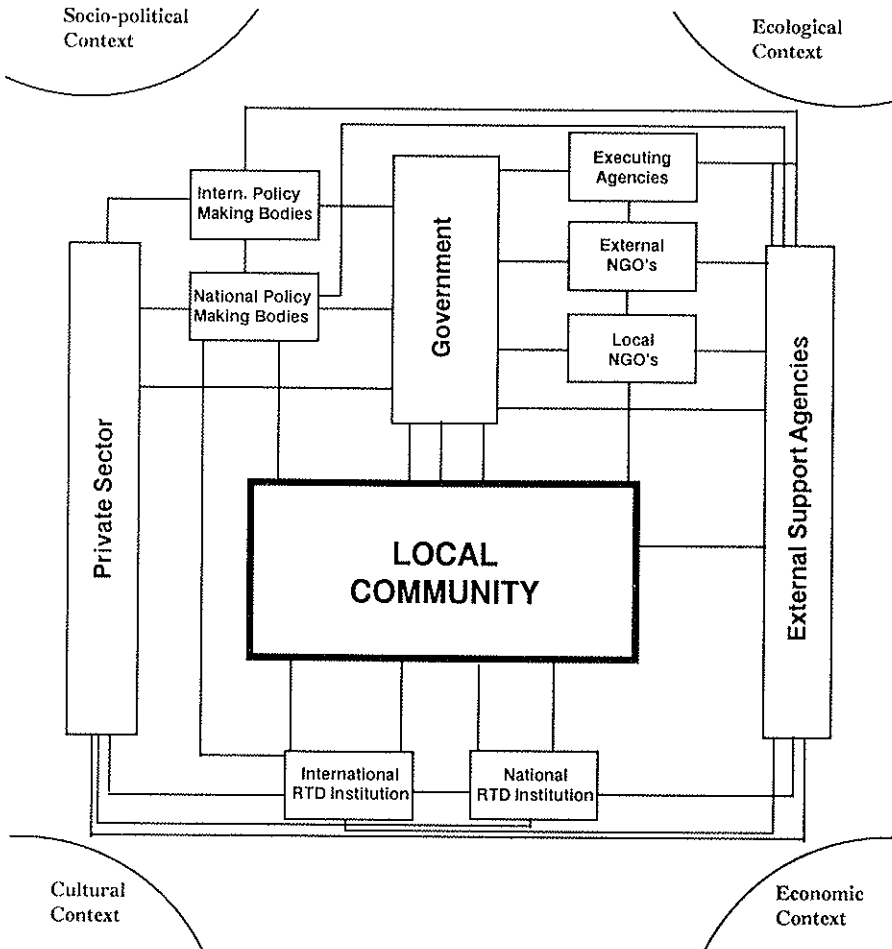 Socio-political
Context
Ecological
Context
Executing
Agencies
Intern. Policy
Making Bodies
External
NGO's
National Policy
Making Bodies
Government
Local
NGO's
Private Sector
External Support Agencies
LOCAL
COMMUNITY
International
RTD Institution
National
RTD Institution
Cultural
Context
Economic
Context